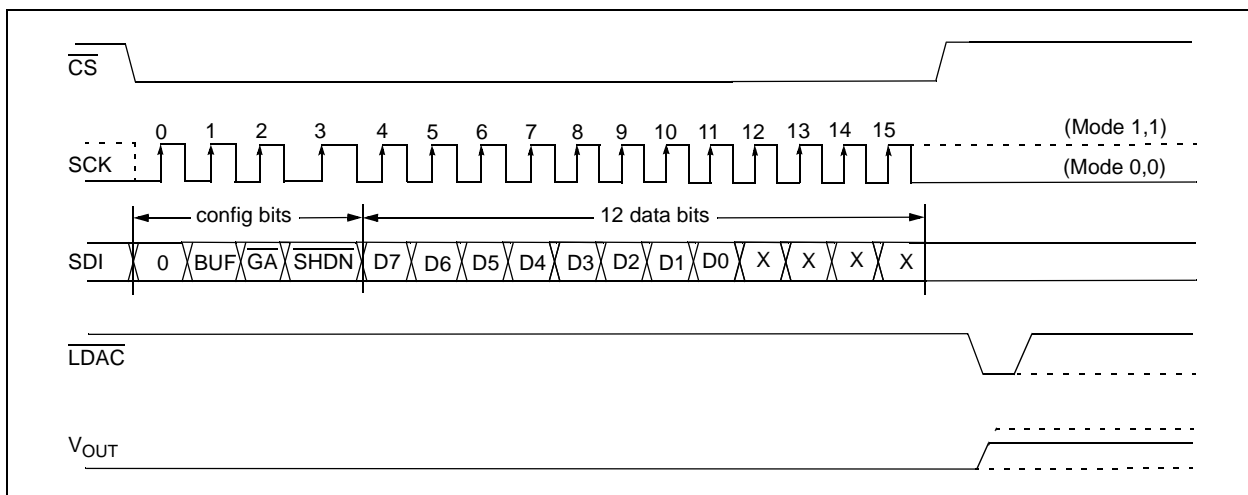 CS
0 1 2 3 4 5 6 7 8 9 10 11 12 13 14 15
(Mode 1,1)
SCK
(Mode 0,0)
config bits
12 data bits
SDI 0 BUF GA SHDN D7 D6 D5 D4 D3 D2 D1 D0 X X X X
LDAC
VOUT